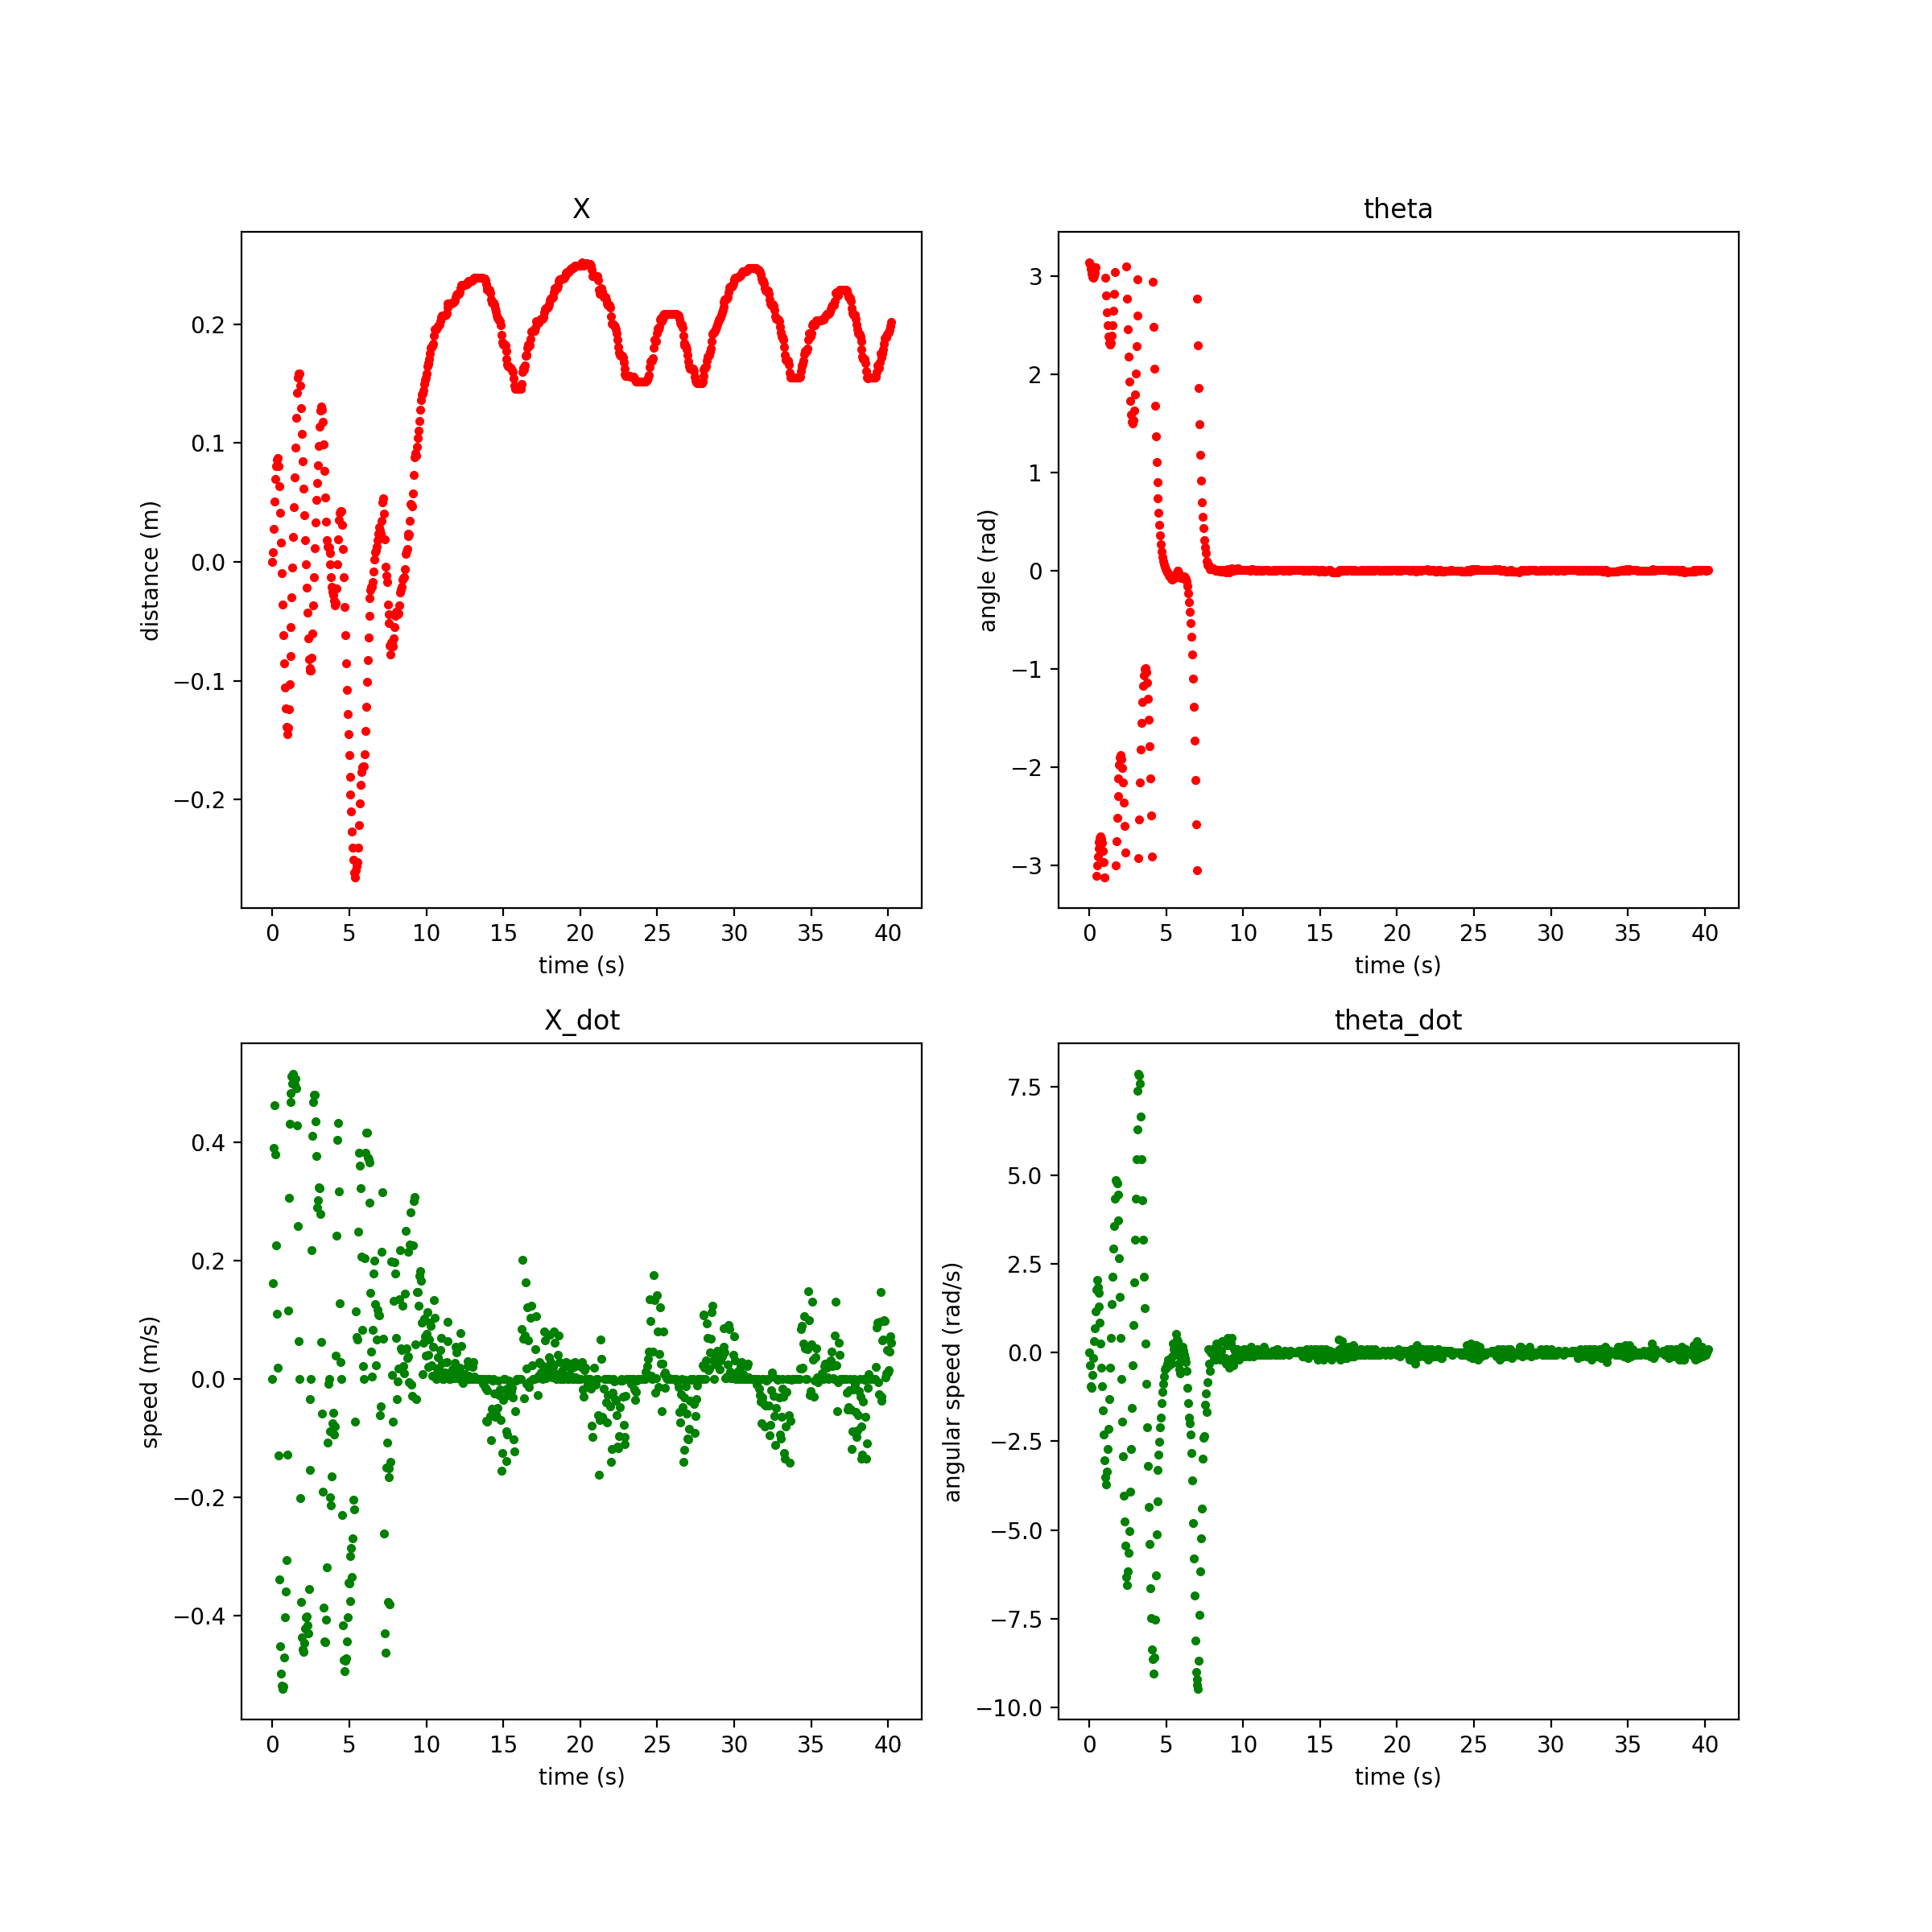 X
distance (m)
0.2
0.1
0.0
−0.1
−0.2
0 5 10 15 20 25 30 35 40
time (s)
theta
angle (rad)
3
2
1
0
−1
−2
−3
0 5 10 15 20 25 30 35 40
time (s)
X_dot
speed (m/s)
0.4
0.2
0.0
−0.2
−0.4
0 5 10 15 20 25 30 35 40
time (s)
theta_dot
angular speed (rad/s)
7.5
5.0
2.5
0.0
−2.5
−5.0
−7.5
−10.0
0 5 10 15 20 25 30 35 40
time (s)